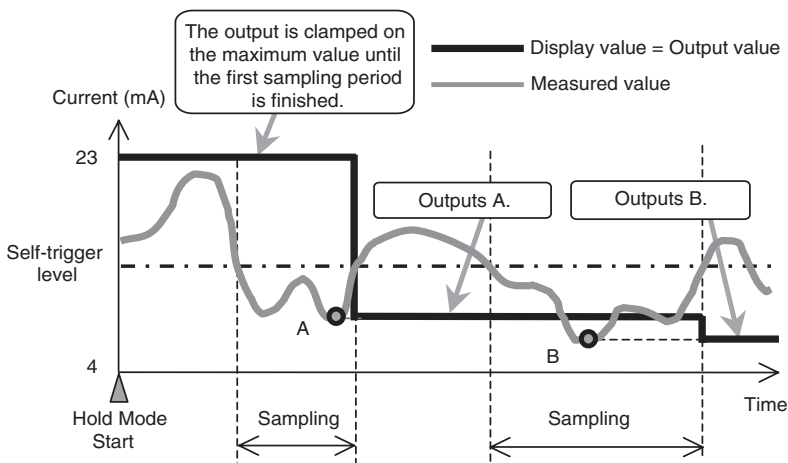 The output is clamped on
the maximum value until
the first sampling period
is finished.
Display value = Output value
Measured value
Current (mA)
23
Outputs A.
Outputs B.
Self-trigger
level
A
B
4
Hold Mode
Start
Sampling
Sampling
Time